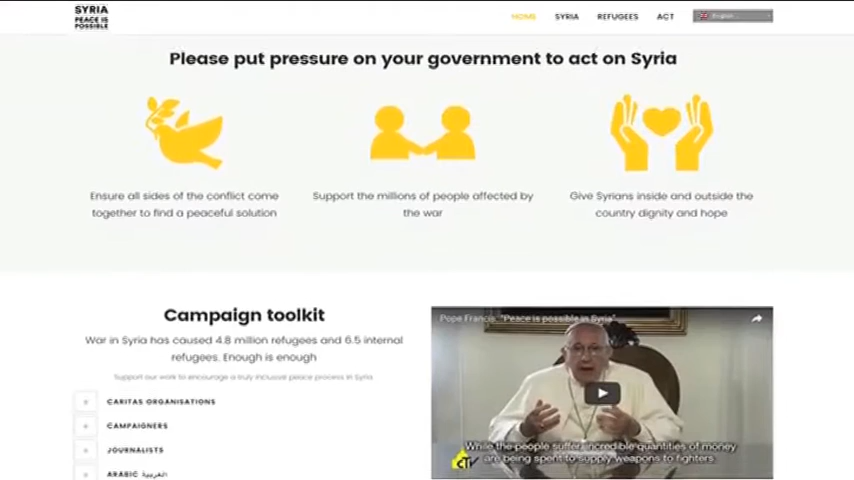 SYRIA
PEACE IS
POSSIBLE
HOME SYRIA REFUGEES ACT English
Please put pressure on your government to act on Syria
Ensure all sides of the conflict come
together to find a peaceful solution
Support the millions of people affected by
the war
Give Syrians inside and outside the
country dignity and hope
Campaign toolkit
War in Syria has caused 4.8 million refugees and 6.5 internal
refugees. Enough is enough
Support our work to encourage a truly inclusive peace process in Syria
CARITAS ORGANISATIONS
CAMPAIGNERS
JOURNALISTS
ARABIC العربية
Pope Francis: "Peace is possible in Syria"
While the people suffer, incredible quantities of money
are being spent to supply weapons to fighters.
CTV